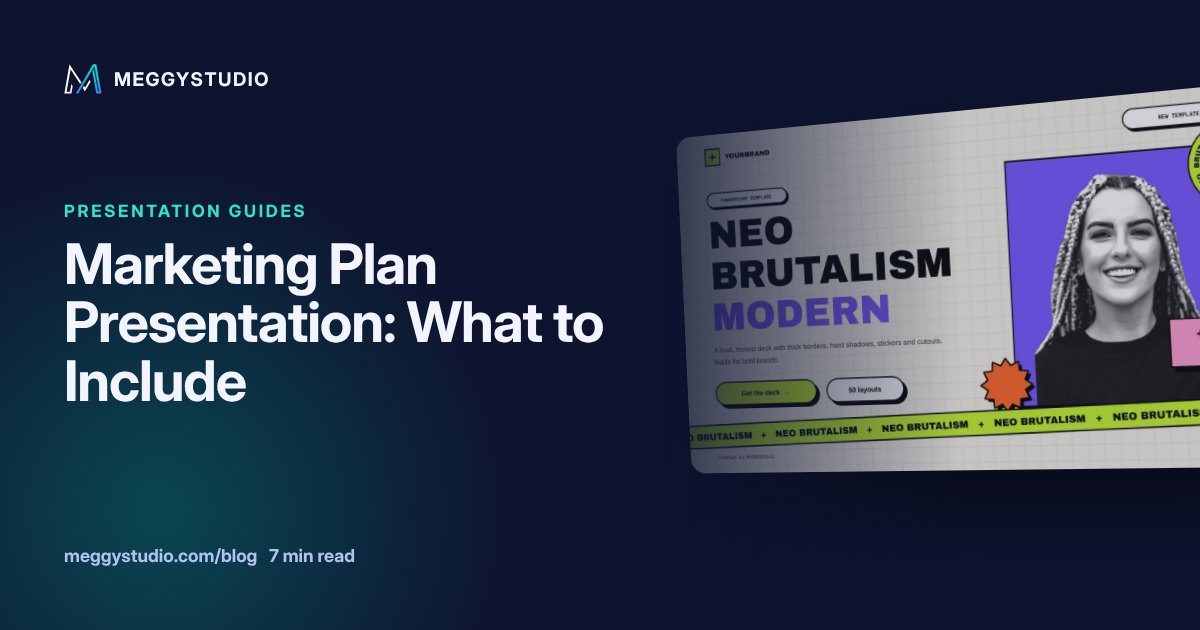 MEGGYSTUDIO
PRESENTATION GUIDES
Marketing Plan
Presentation: What to
Include
meggystudio.com/blog 7 min read
NEW TEMPLATE
YOURBRAND
POWERPOINT TEMPLATE
NEO
BRUTALISM
MODERN
A loud, honest deck with thick borders, hard shadows, stickers and cutouts.
Made for bold brands.
Get the deck →
50 layouts
BRUTALISM + NEO BRUTALISM + NEO BRUTALISM + NEO BRUTALISM + NEO BRUTALIS